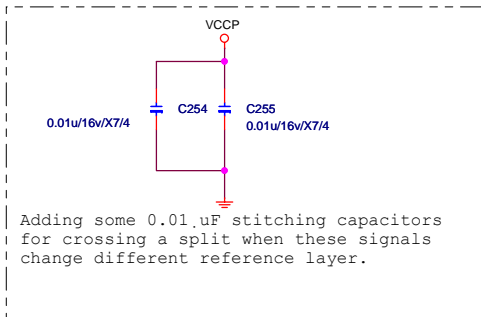 VCCP
C254
C255
0.01u/16v/X7/4
0.01u/16v/X7/4
Adding some 0.01 uF stitching capacitors
for crossing a split when these signals
change different reference layer.